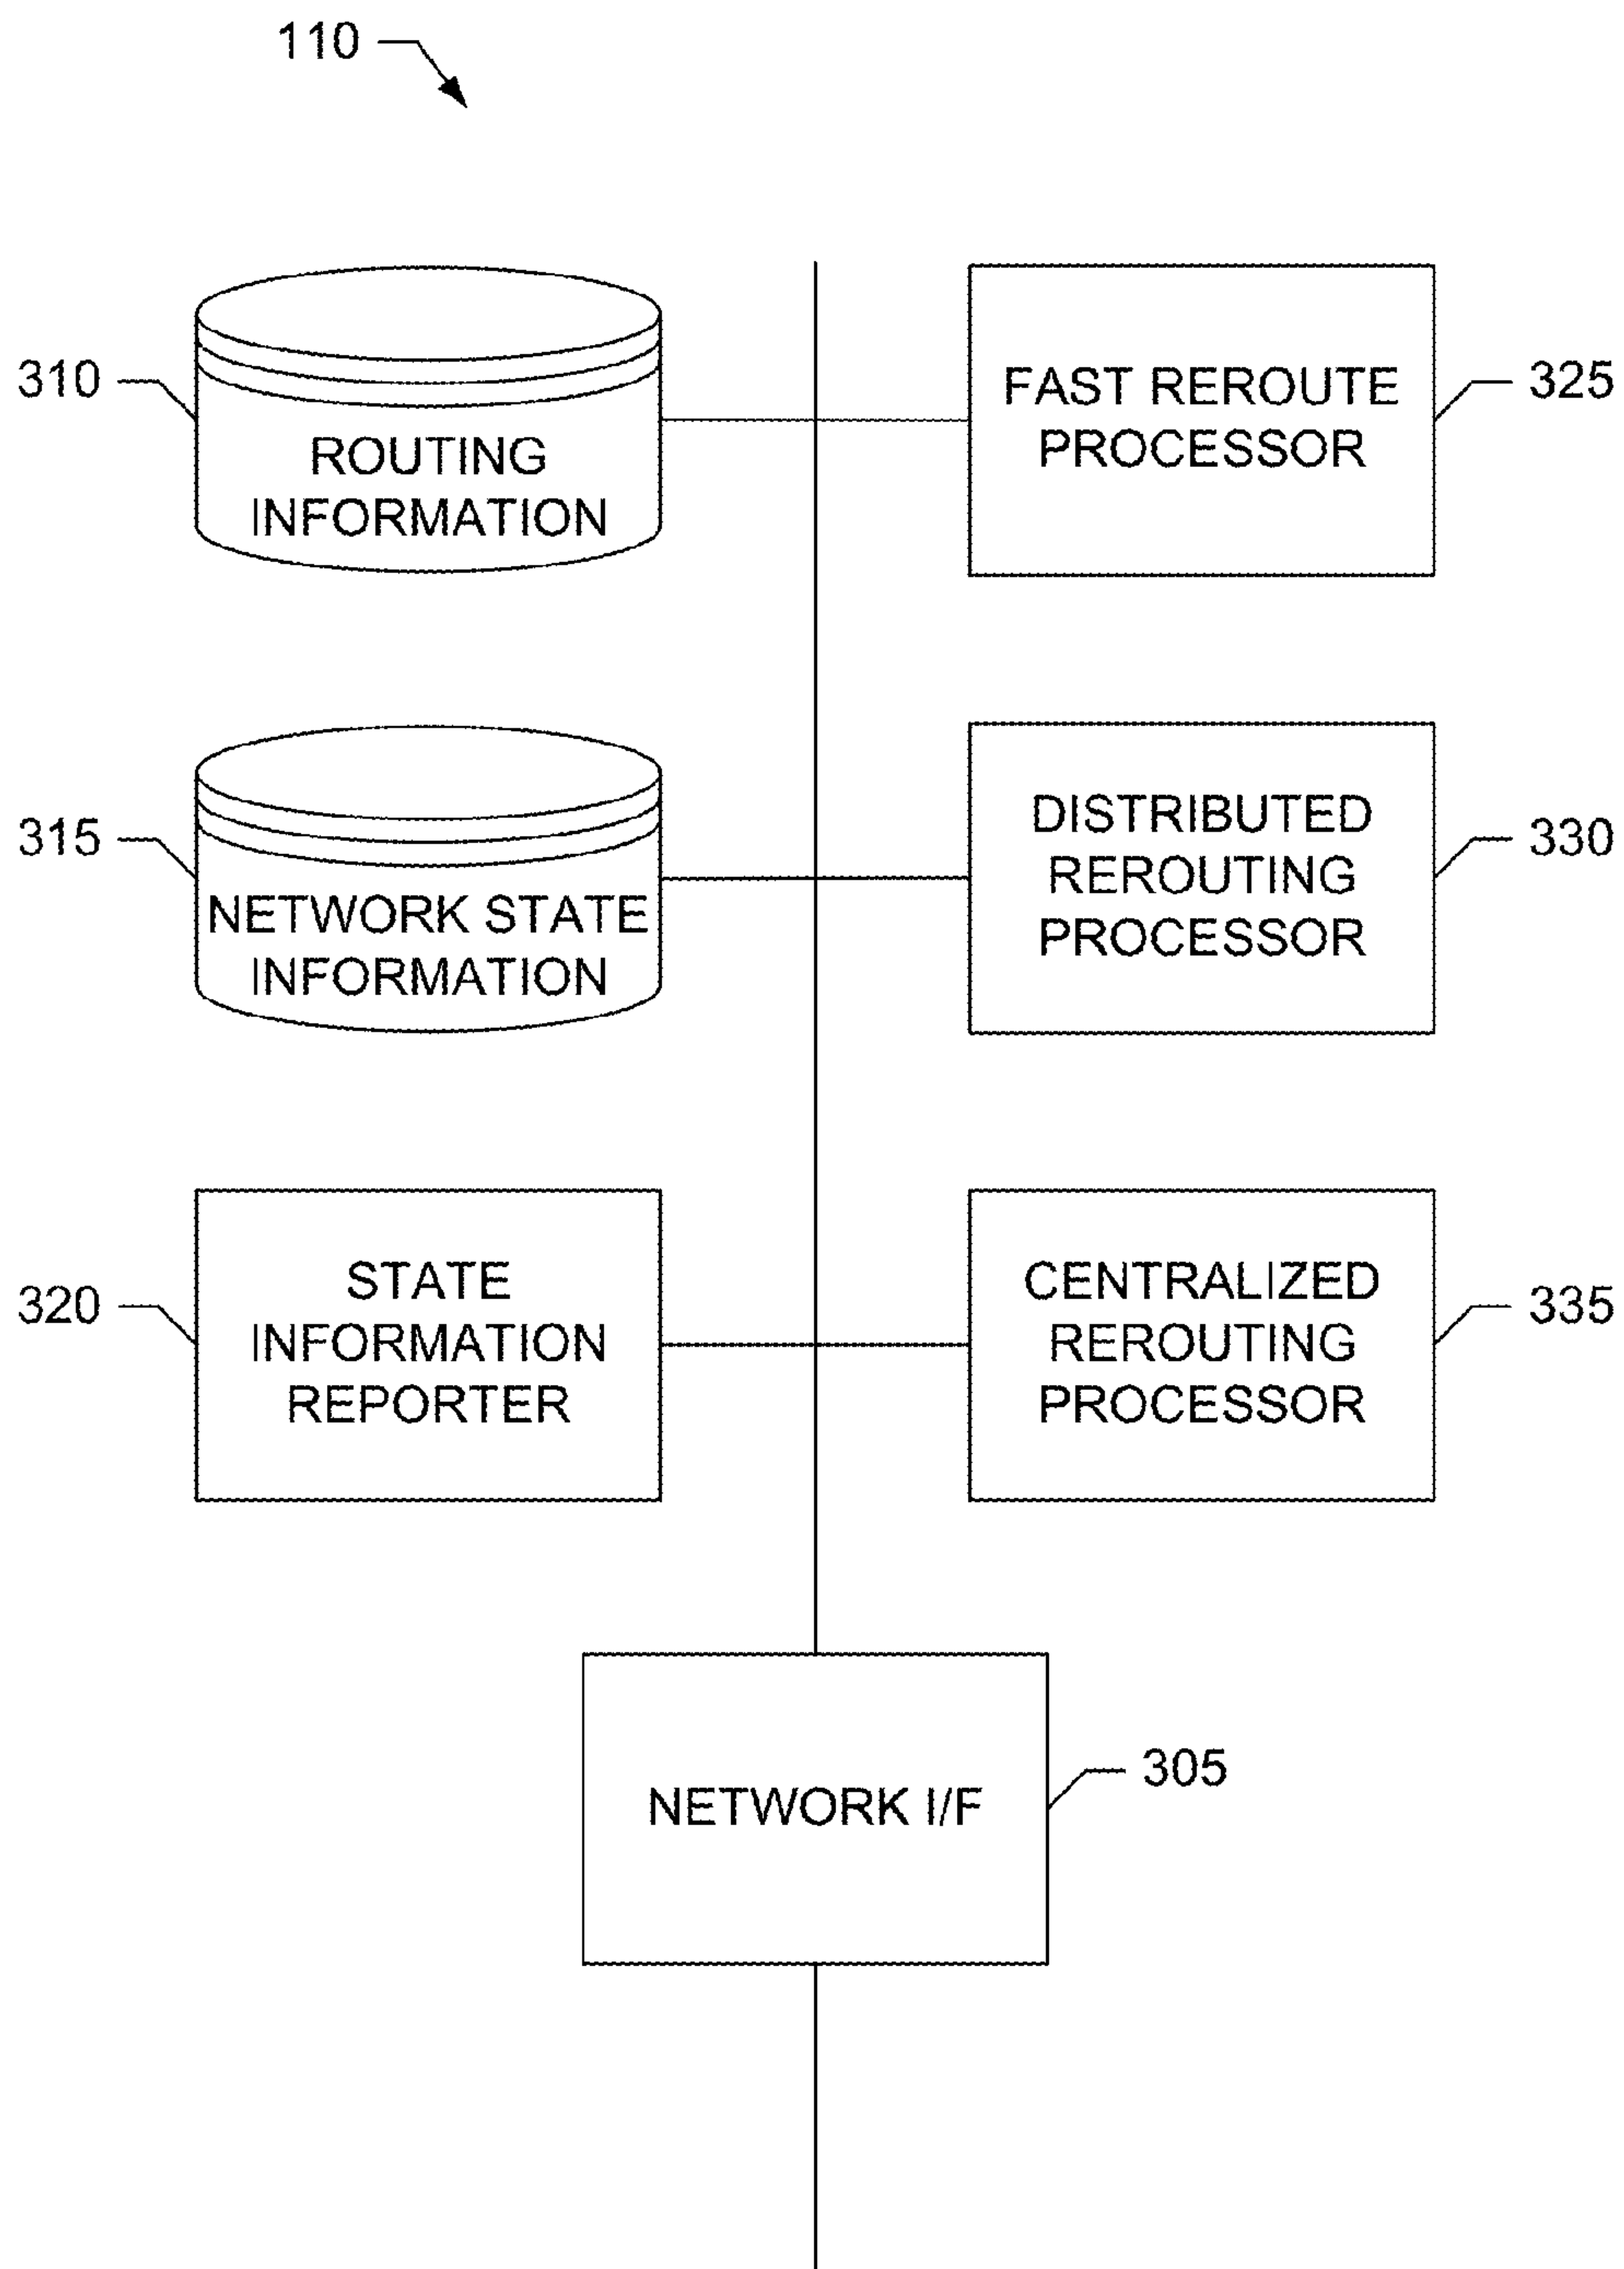 110
310
ROUTING
INFORMATION
FAST REROUTE
PROCESSOR
325
315
NETWORK STATE
INFORMATION
DISTRIBUTED
REROUTING
PROCESSOR
330
320
STATE
INFORMATION
REPORTER
CENTRALIZED
REROUTING
PROCESSOR
335
NETWORK I/F
305